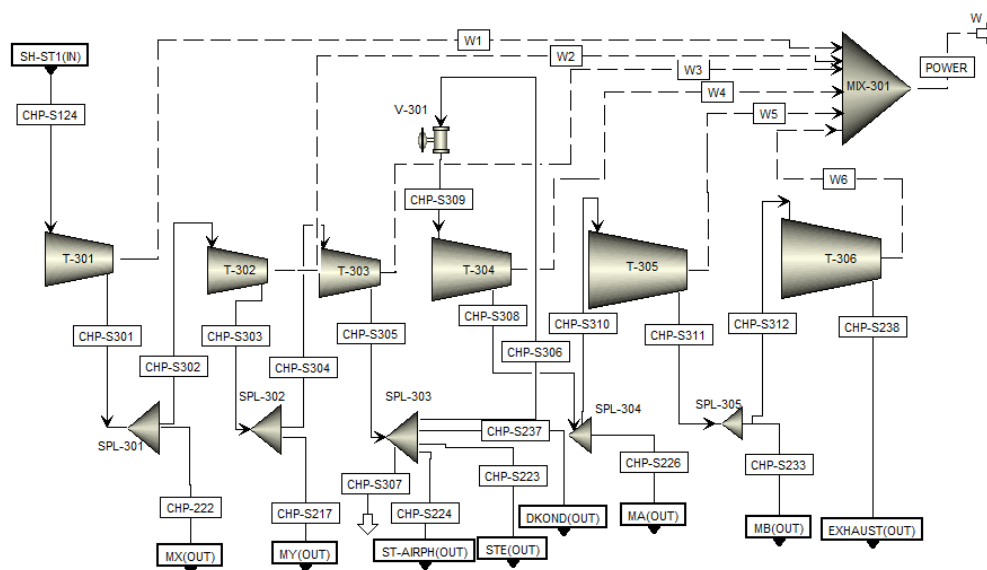 W
W1
SH-ST1(IN)
W2
W3
POWER
MIX-301
W4
CHP-S124
V-301
W5
W6
CHP-S309
T-301
T-302
T-303
T-304
T-305
T-306
CHP-S308
CHP-S310
CHP-S312
CHP-S238
CHP-S301
CHP-S303
CHP-S305
CHP-S311
CHP-S306
CHP-S302
CHP-S304
SPL-302
SPL-303
SPL-304
SPL-305
CHP-S237
SPL-301
CHP-S226
CHP-S233
CHP-S307
CHP-S223
CHP-222
CHP-S217
CHP-S224
DKOND(OUT)
MA(OUT)
MB(OUT)
EXHAUST(OUT)
MX(OUT)
MY(OUT)
ST-AIRPH(OUT)
STE(OUT)